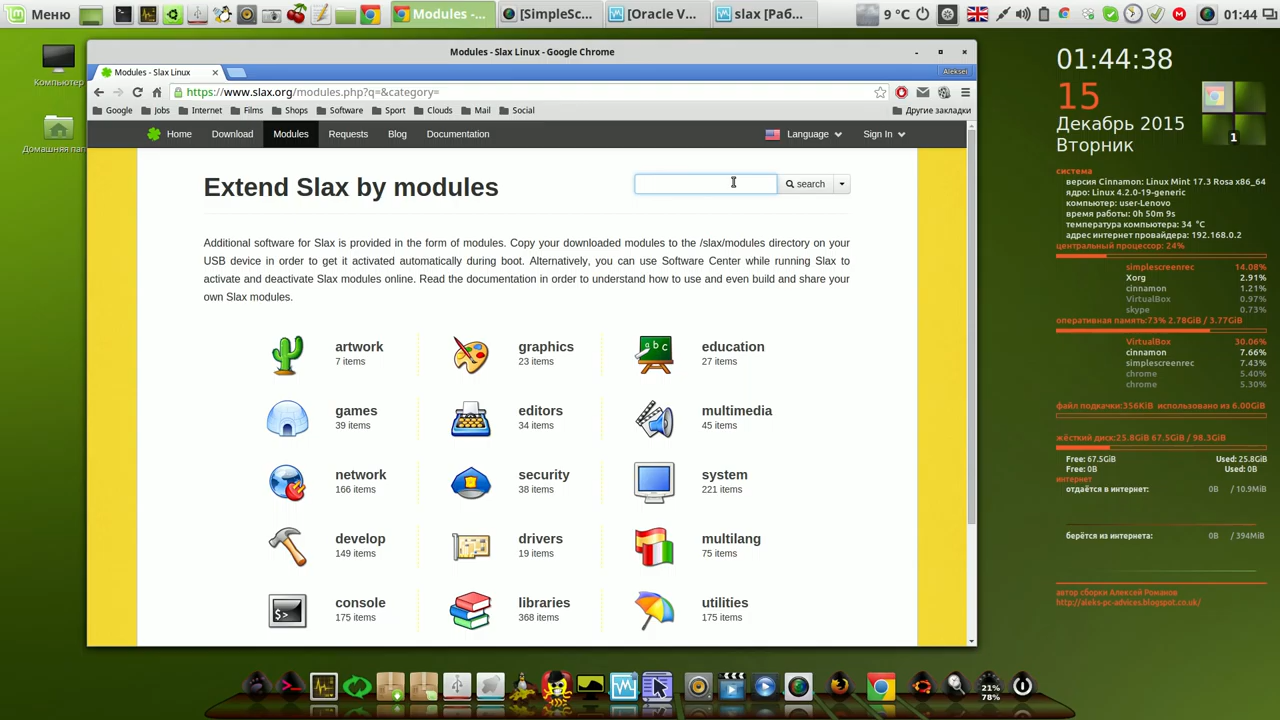 Меню
Modules -...
[SimpleSc...
[Oracle V...
slax [Раб...
9 °C
01:44
Modules - Slax Linux - Google Chrome
Modules - Slax Linux
Aleksei
https://www.slax.org/modules.php?q=&category=
Google
Jobs
Internet
Films
Shops
Software
Sport
Clouds
Mail
Social
Другие закладки
Home
Download
Modules
Requests
Blog
Documentation
Language
Sign In
Extend Slax by modules
search
Additional software for Slax is provided in the form of modules. Copy your downloaded modules to the /slax/modules directory on your
USB device in order to get it activated automatically during boot. Alternatively, you can use Software Center while running Slax to
activate and deactivate Slax modules online. Read the documentation in order to understand how to use and even build and share your
own Slax modules.
artwork
7 items
graphics
23 items
abc
education
27 items
games
39 items
editors
34 items
multimedia
45 items
network
166 items
security
38 items
system
221 items
develop
149 items
drivers
19 items
multilang
75 items
$>
console
175 items
libraries
368 items
utilities
175 items
Компьютер
Домашняя пап
01:44:38
15
Декабрь 2015
Вторник
1
система
версия Cinnamon: Linux Mint 17.3 Rosa x86_64
ядро: Linux 4.2.0-19-generic
компьютер: user-Lenovo
время работы: 0h 50m 9s
температура компьютера: 34 °C
адрес интернет провайдера: 192.168.0.2
центральный процессор: 24%
simplescreenrec 14.08%
Xorg 2.91%
cinnamon 1.21%
VirtualBox 0.97%
skype 0.73%
оперативная память:73% 2.78GiB / 3.77GiB
VirtualBox 30.06%
cinnamon 7.66%
simplescreenrec 7.43%
chrome 5.40%
chrome 5.30%
файл подкачки:356KiB использовано из 6.00GiB
жёсткий диск:25.8GiB 67.5GiB / 98.3GiB
Free: 67.5GiB Used: 25.8GiB
Free: 0B Used: 0B
интернет
отдаётся в интернет: 0B / 10.9MiB
берётся из интернета: 0B / 394MiB
автор сборки Алексей Романов
http://aleks-pc-advices.blogspot.co.uk/
21%
78%